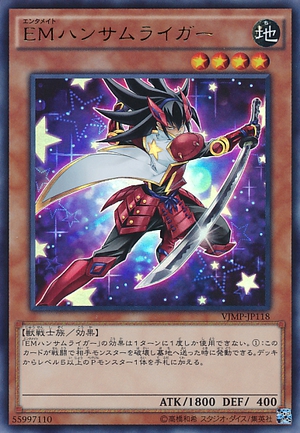 エンタメイト
EMハンサムライガー
地
VJMP-JP118
【獣戦士族／効果】
「EMハンサムライガー」の効果は１ターンに１度しか使用できない。①：この
カードが戦闘で相手モンスターを破壊し墓地へ送った時に発動できる。デッキ
からレベル５以上のＰモンスター１体を手札に加える。
ATK/1800 DEF/ 400
55997110
©高橋和希 スタジオ・ダイス/集英社